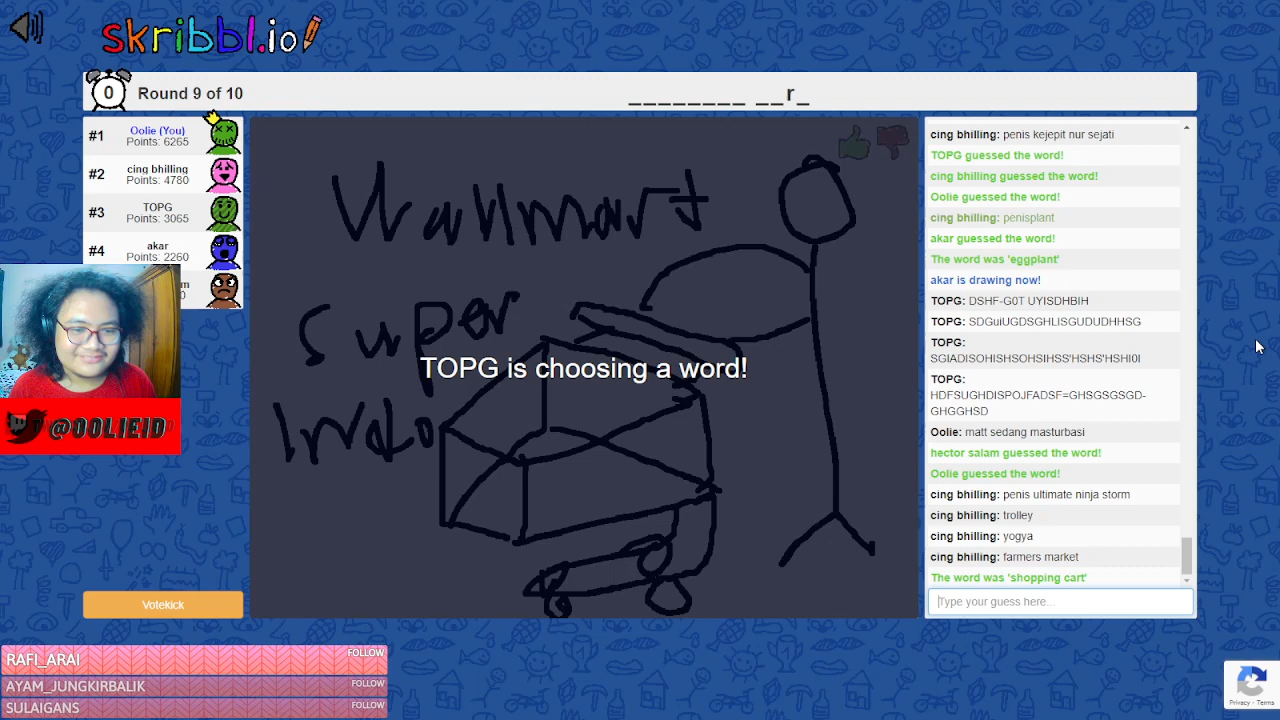 skribbl.io
0
Round 9 of 10
________ __r_
#1
Oolie (You)
Points: 6265
#2
cing bhilling
Points: 4780
#3
TOPG
Points: 3065
#4
akar
Points: 2260
@OOLIEID
Votekick
RAFI_ARAI
FOLLOW
AYAM_JUNGKIRBALIK
FOLLOW
SULAIGANS
FOLLOW
Wallmart
Super
Indo
TOPG is choosing a word!
cing bhilling: penis kejepit nur sejati
TOPG guessed the word!
cing bhilling guessed the word!
Oolie guessed the word!
cing bhilling: penisplant
akar guessed the word!
The word was 'eggplant'
akar is drawing now!
TOPG: DSHF-G0T UYISDHBIH
TOPG: SDGuiUGDSGHLISGUDUDHHSG
TOPG:
SGIADISOHISHSOHSIHSS'HSHS'HSHI0I
TOPG:
HDFSUGHDISPOJFADSF=GHSGSGSGD-
GHGGHSD
Oolie: matt sedang masturbasi
hector salam guessed the word!
Oolie guessed the word!
cing bhilling: penis ultimate ninja storm
cing bhilling: trolley
cing bhilling: yogya
cing bhilling: farmers market
The word was 'shopping cart'
Type your guess here...
Privacy - Terms